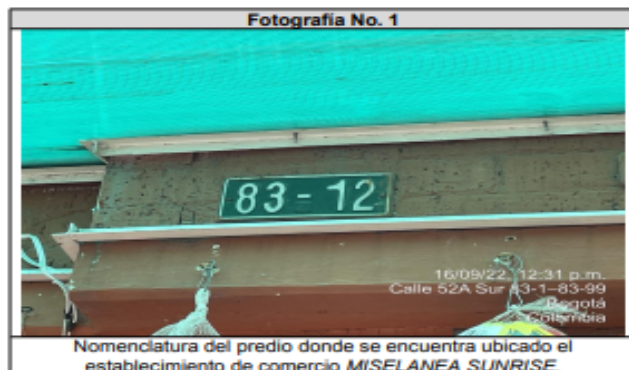 Fotografía No. 1
83 - 12
16/09/22, 12:31 p.m.
Calle 52A Sur 83-1–83-99
Bogotá
Colombia
Nomenclatura del predio donde se encuentra ubicado el
establecimiento de comercio MISELANEA SUNRISE.